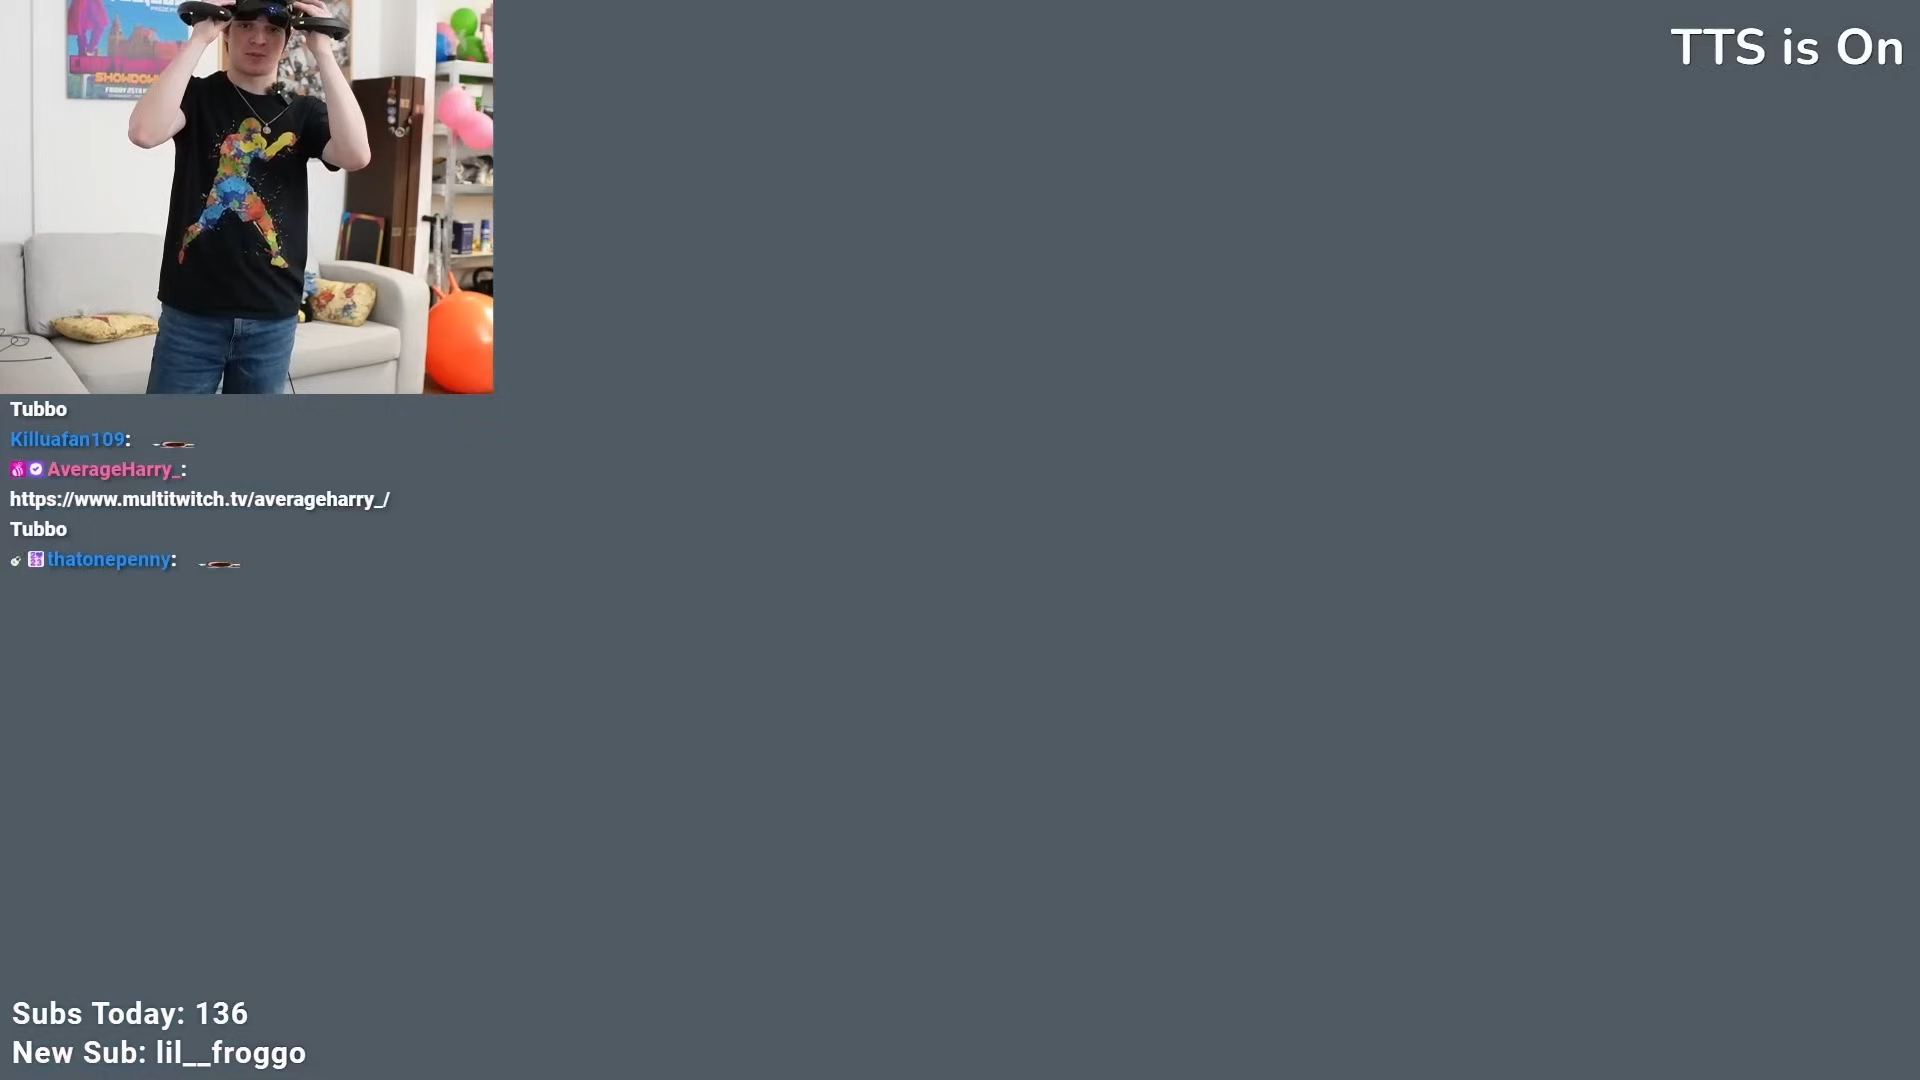 SHOWDOWN
TTS is On
Tubbo
Killuafan109:
AverageHarry_:
https://www.multitwitch.tv/averageharry_/
Tubbo
thatonepenny:
Subs Today: 136
New Sub: lil__froggo